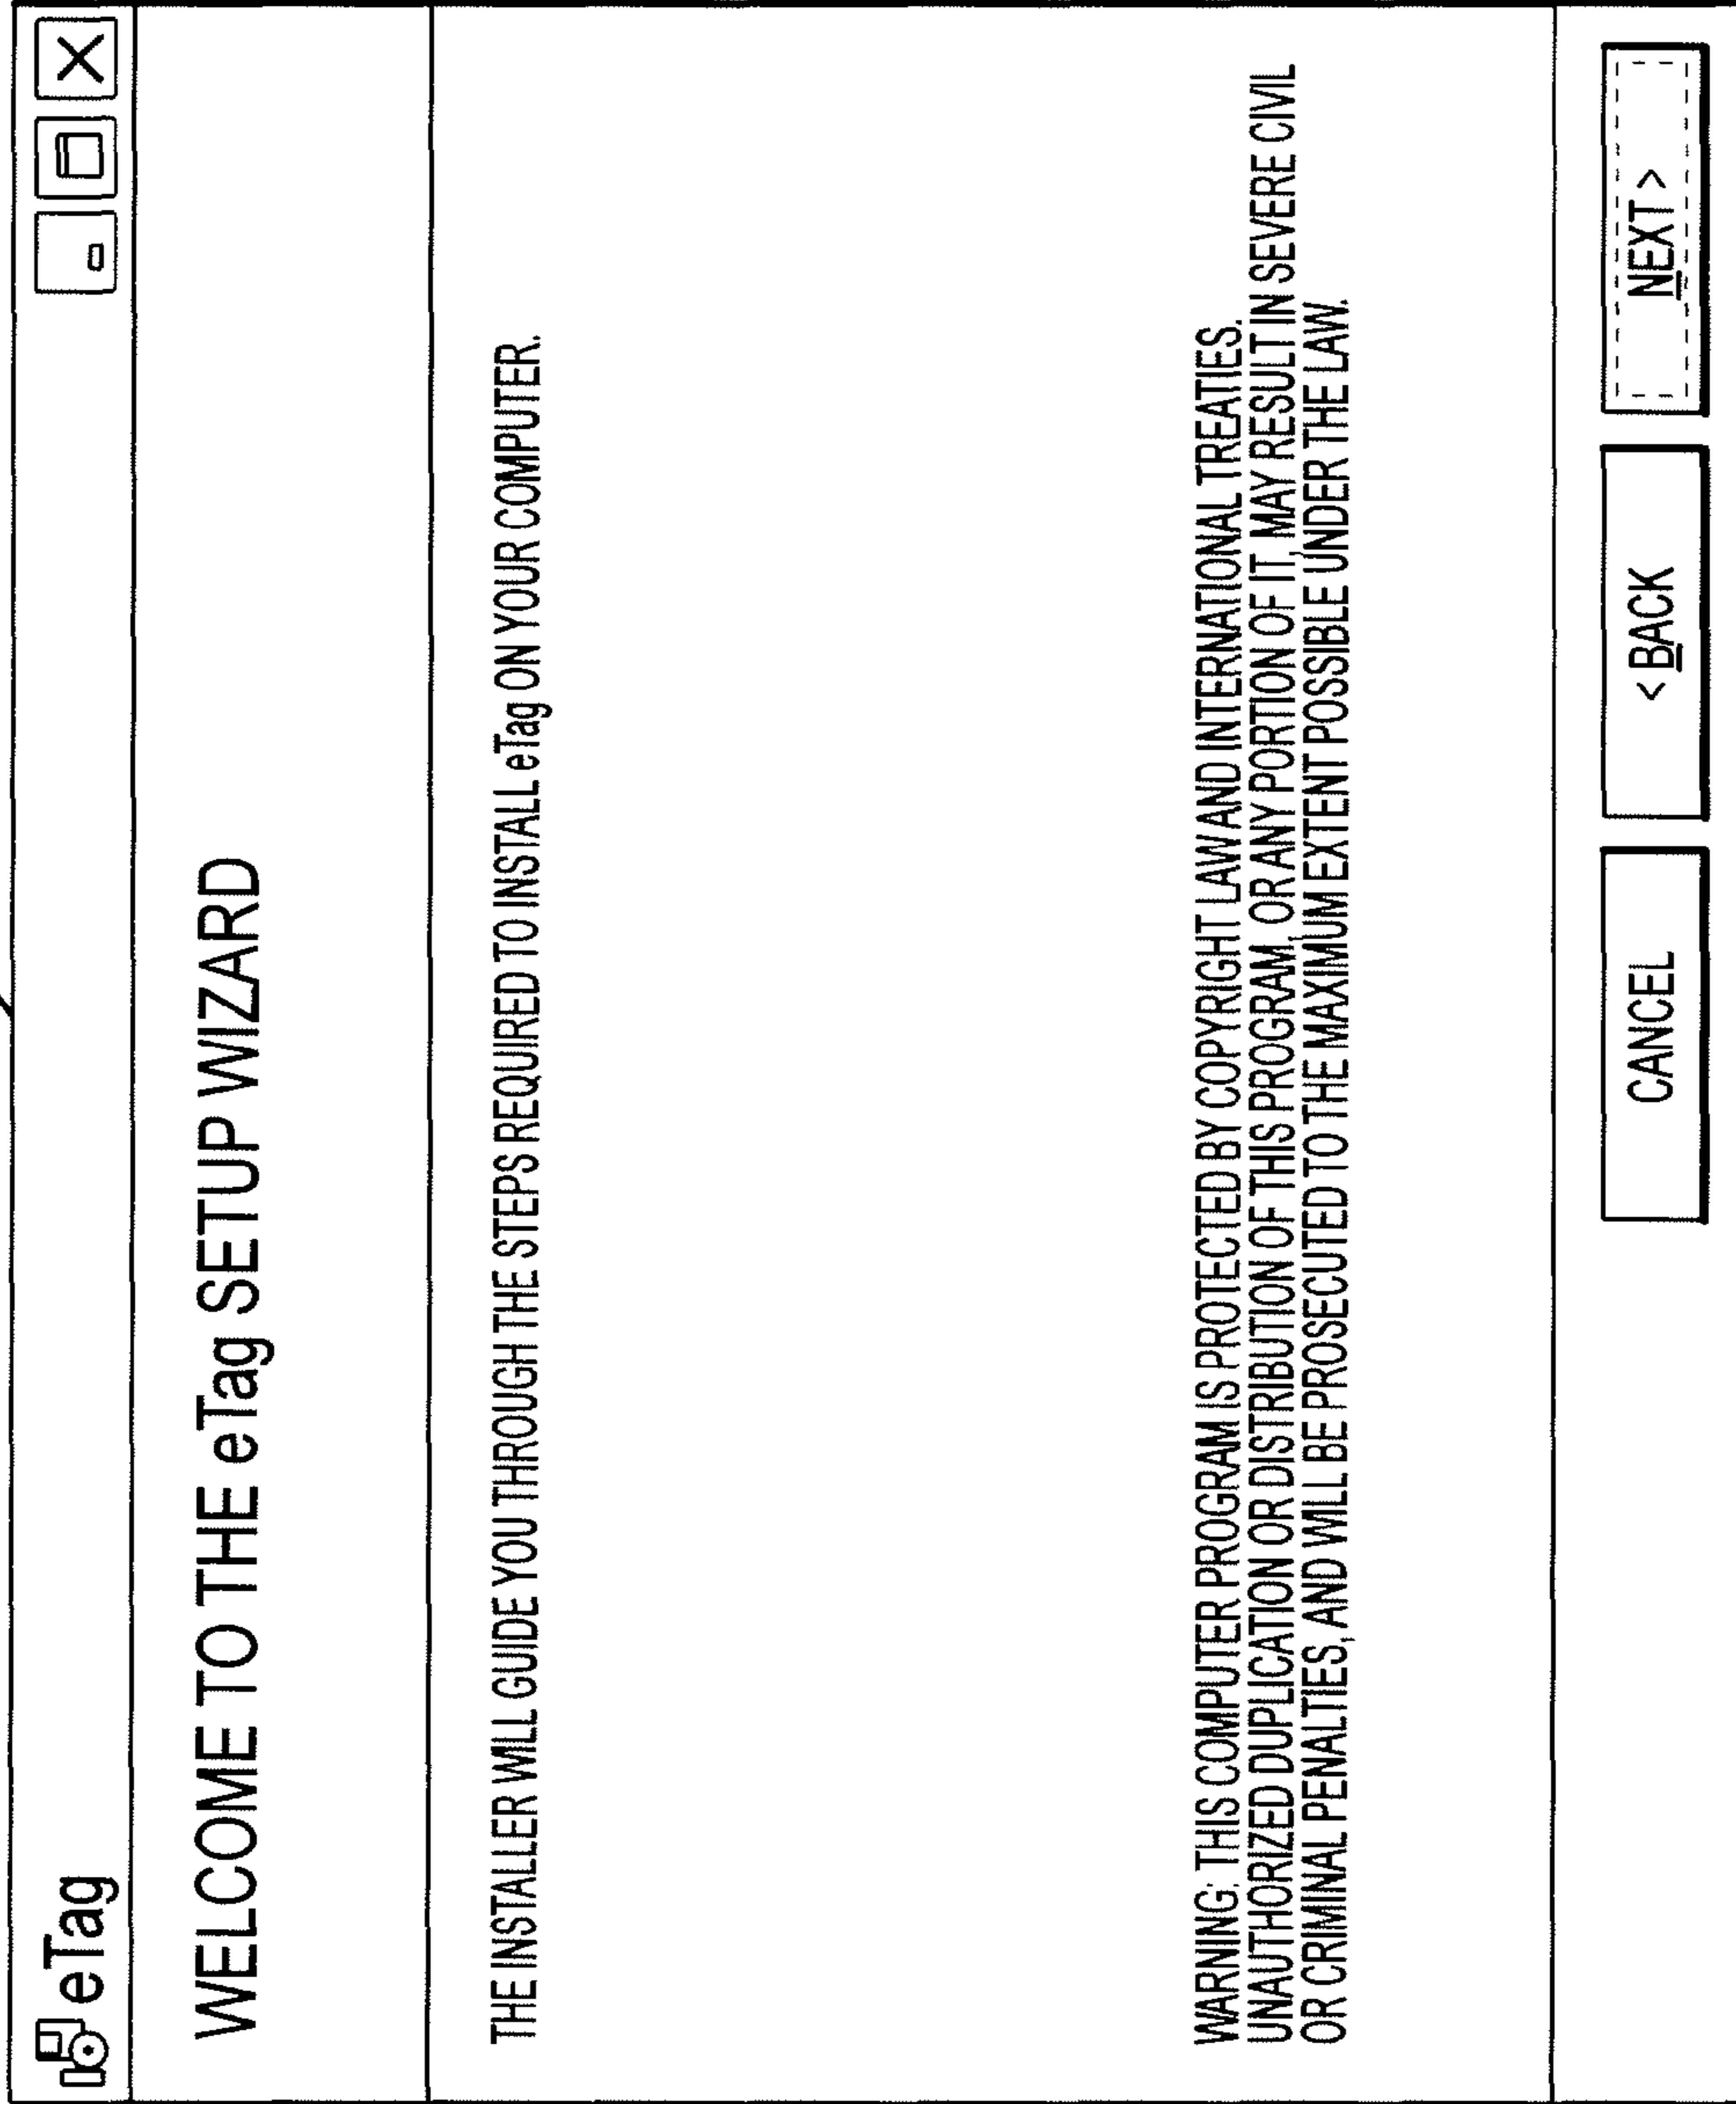 eTag
WELCOME TO THE eTag SETUP WIZARD
THE INSTALLER WILL GUIDE YOU THROUGH THE STEPS REQUIRED TO INSTALL eTag ON YOUR COMPUTER.
WARNING: THIS COMPUTER PROGRAM IS PROTECTED BY COPYRIGHT LAW AND INTERNATIONAL TREATIES.
UNAUTHORIZED DUPLICATION OR DISTRIBUTION OF THIS PROGRAM, OR ANY PORTION OF IT, MAY RESULT IN SEVERE CIVIL
OR CRIMINAL PENALTIES, AND WILL BE PROSECUTED TO THE MAXIMUM EXTENT POSSIBLE UNDER THE LAW.
CANCEL
< BACK
NEXT >